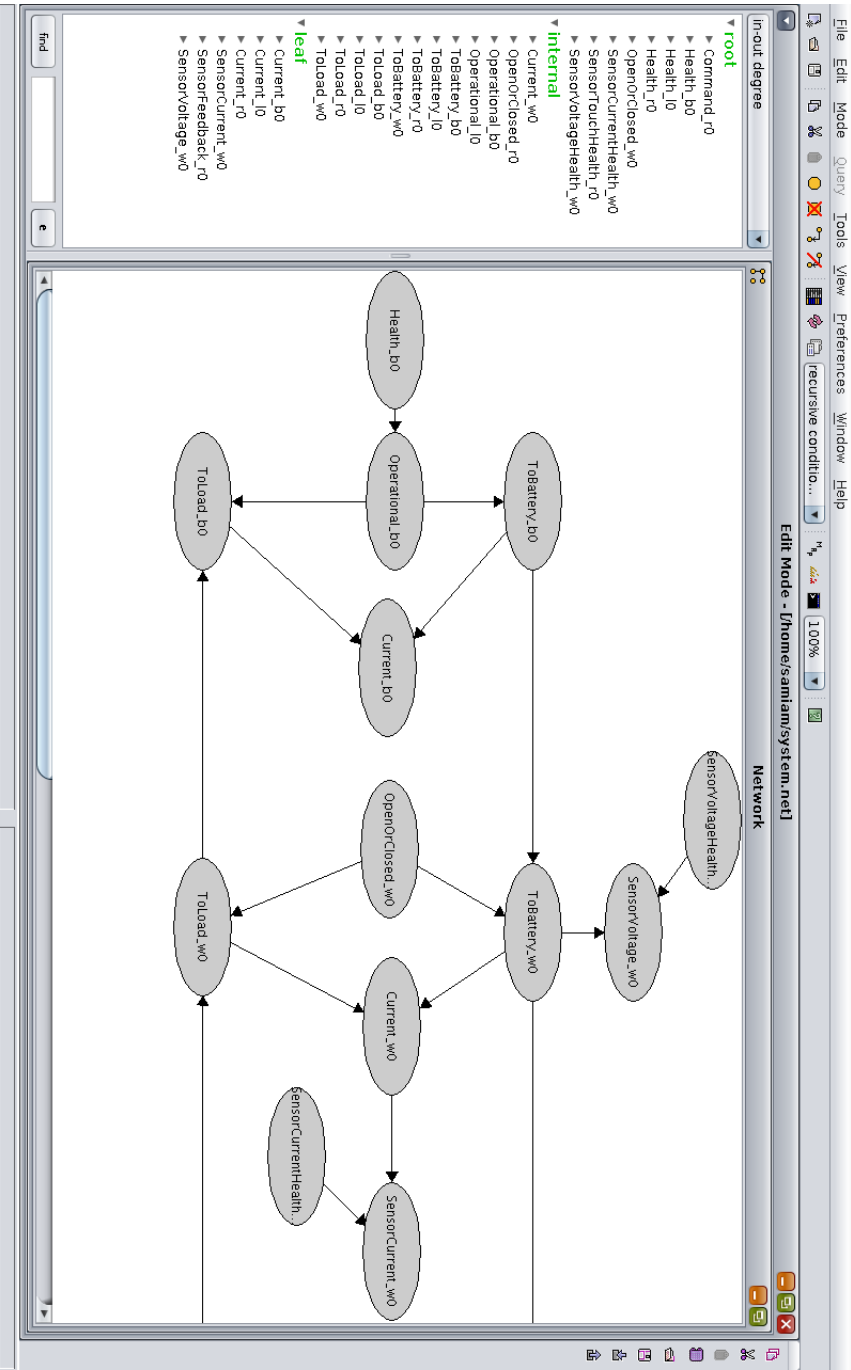 File Edit Mode Query Tools View Preferences Window Help
recursive conditio... 100%
Edit Mode - [/home/samiam/system.net]
in-out degree
root
Command_r0
Health_b0
Health_l0
Health_r0
OpenOrClosed_w0
SensorCurrentHealth_w0
SensorTouchHealth_r0
SensorVoltageHealth_w0
internal
Current_w0
OpenOrClosed_r0
Operational_b0
Operational_l0
ToBattery_b0
ToBattery_l0
ToBattery_r0
ToBattery_w0
ToLoad_b0
ToLoad_l0
ToLoad_r0
ToLoad_w0
leaf
Current_b0
Current_l0
Current_r0
SensorCurrent_w0
SensorFeedback_r0
SensorVoltage_w0
find e
Network
SensorVoltageHealth..
SensorVoltage_w0
ToBattery_b0
ToBattery_w0
Health_b0
Operational_b0
Current_b0
OpenOrClosed_w0
Current_w0
SensorCurrent_w0
SensorCurrentHealth..
ToLoad_b0
ToLoad_w0